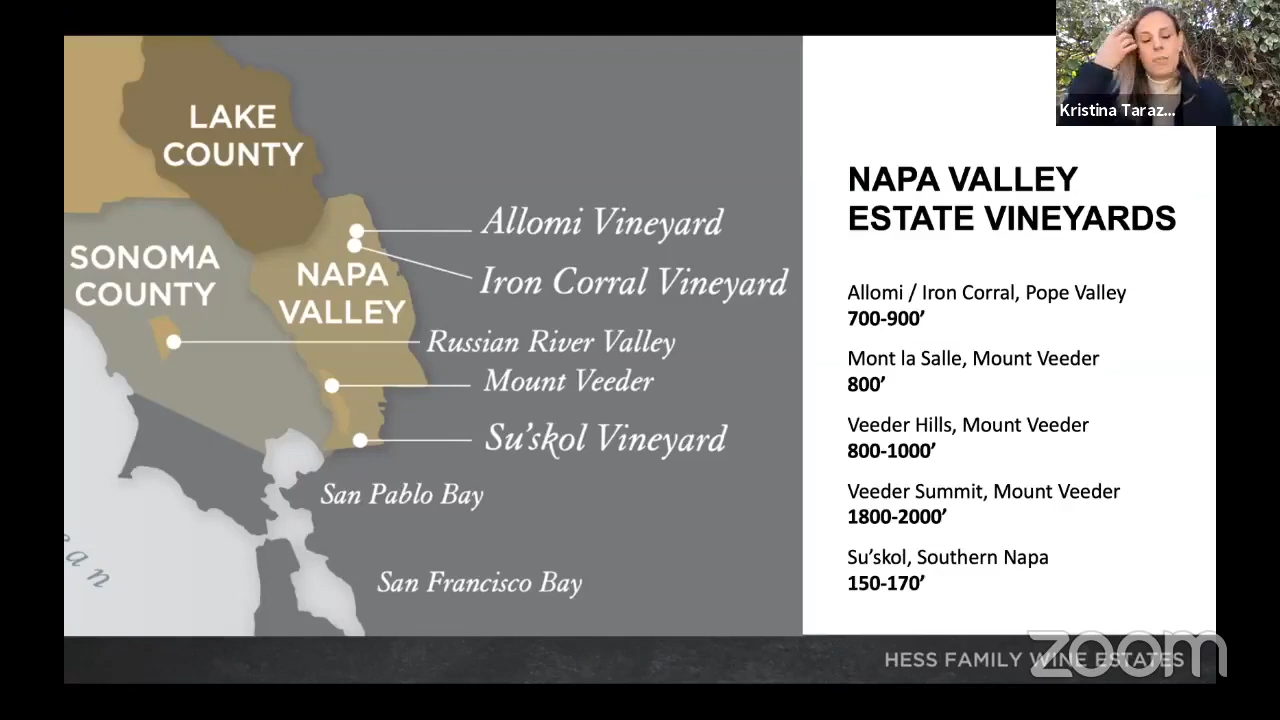 Kristina Taraz...
LAKE
COUNTY
SONOMA
COUNTY
NAPA
VALLEY
Allomi Vineyard
Iron Corral Vineyard
Russian River Valley
Mount Veeder
Su'skol Vineyard
San Pablo Bay
San Francisco Bay
ean
NAPA VALLEY
ESTATE VINEYARDS
Allomi / Iron Corral, Pope Valley
700-900’
Mont la Salle, Mount Veeder
800’
Veeder Hills, Mount Veeder
800-1000’
Veeder Summit, Mount Veeder
1800-2000’
Su’skol, Southern Napa
150-170’
HESS FAMILY WINE ESTATES
zoom